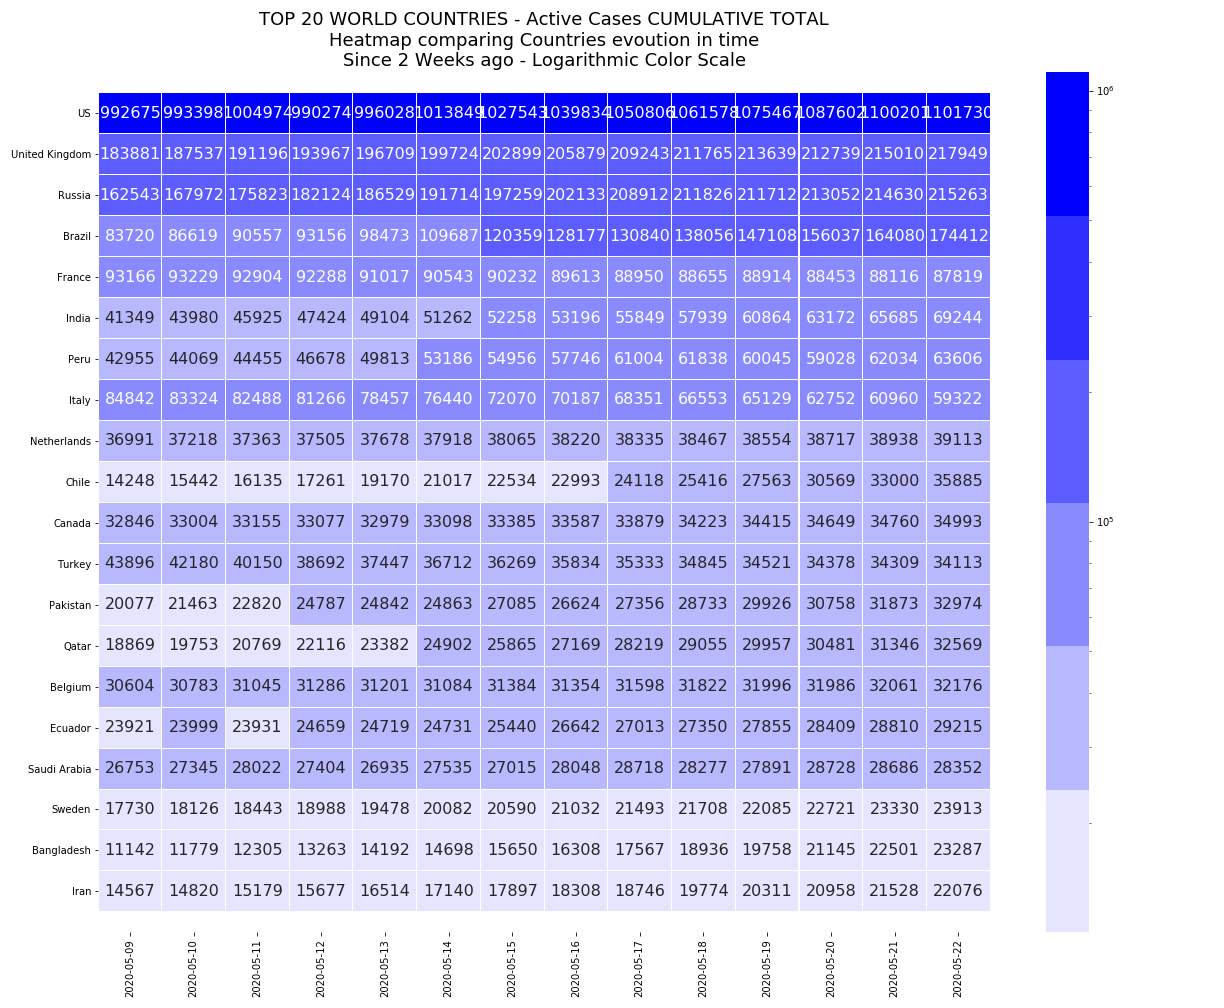 TOP 20 WORLD COUNTRIES - Active Cases CUMULATIVE TOTAL
Heatmap comparing Countries evoution in time
Since 2 Weeks ago - Logarithmic Color Scale
US 992675 993398 1004974 990274 996028 1013849 1027543 1039834 1050806 1061578 1075467 1087602 1100201 1101730
United Kingdom 183881 187537 191196 193967 196709 199724 202899 205879 209243 211765 213639 212739 215010 217949
Russia 162543 167972 175823 182124 186529 191714 197259 202133 208912 211826 211712 213052 214630 215263
Brazil 83720 86619 90557 93156 98473 109687 120359 128177 130840 138056 147108 156037 164080 174412
France 93166 93229 92904 92288 91017 90543 90232 89613 88950 88655 88914 88453 88116 87819
India 41349 43980 45925 47424 49104 51262 52258 53196 55849 57939 60864 63172 65685 69244
Peru 42955 44069 44455 46678 49813 53186 54956 57746 61004 61838 60045 59028 62034 63606
Italy 84842 83324 82488 81266 78457 76440 72070 70187 68351 66553 65129 62752 60960 59322
Netherlands 36991 37218 37363 37505 37678 37918 38065 38220 38335 38467 38554 38717 38938 39113
Chile 14248 15442 16135 17261 19170 21017 22534 22993 24118 25416 27563 30569 33000 35885
Canada 32846 33004 33155 33077 32979 33098 33385 33587 33879 34223 34415 34649 34760 34993
Turkey 43896 42180 40150 38692 37447 36712 36269 35834 35333 34845 34521 34378 34309 34113
Pakistan 20077 21463 22820 24787 24842 24863 27085 26624 27356 28733 29926 30758 31873 32974
Qatar 18869 19753 20769 22116 23382 24902 25865 27169 28219 29055 29957 30481 31346 32569
Belgium 30604 30783 31045 31286 31201 31084 31384 31354 31598 31822 31996 31986 32061 32176
Ecuador 23921 23999 23931 24659 24719 24731 25440 26642 27013 27350 27855 28409 28810 29215
Saudi Arabia 26753 27345 28022 27404 26935 27535 27015 28048 28718 28277 27891 28728 28686 28352
Sweden 17730 18126 18443 18988 19478 20082 20590 21032 21493 21708 22085 22721 23330 23913
Bangladesh 11142 11779 12305 13263 14192 14698 15650 16308 17567 18936 19758 21145 22501 23287
Iran 14567 14820 15179 15677 16514 17140 17897 18308 18746 19774 20311 20958 21528 22076
2020-05-09 2020-05-10 2020-05-11 2020-05-12 2020-05-13 2020-05-14 2020-05-15 2020-05-16 2020-05-17 2020-05-18 2020-05-19 2020-05-20 2020-05-21 2020-05-22
10⁶
10⁵